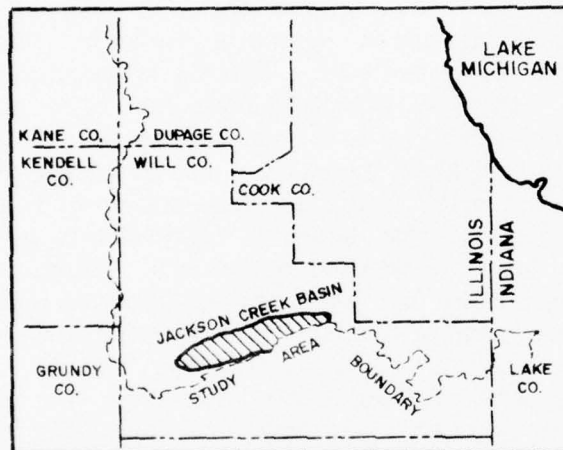 LAKE
MICHIGAN
KANE CO.
DUPAGE CO.
KENDELL
CO.
WILL CO.
COOK CO.
ILLINOIS
INDIANA
JACKSON CREEK BASIN
GRUNDY
CO.
STUDY AREA BOUNDARY
LAKE
CO.